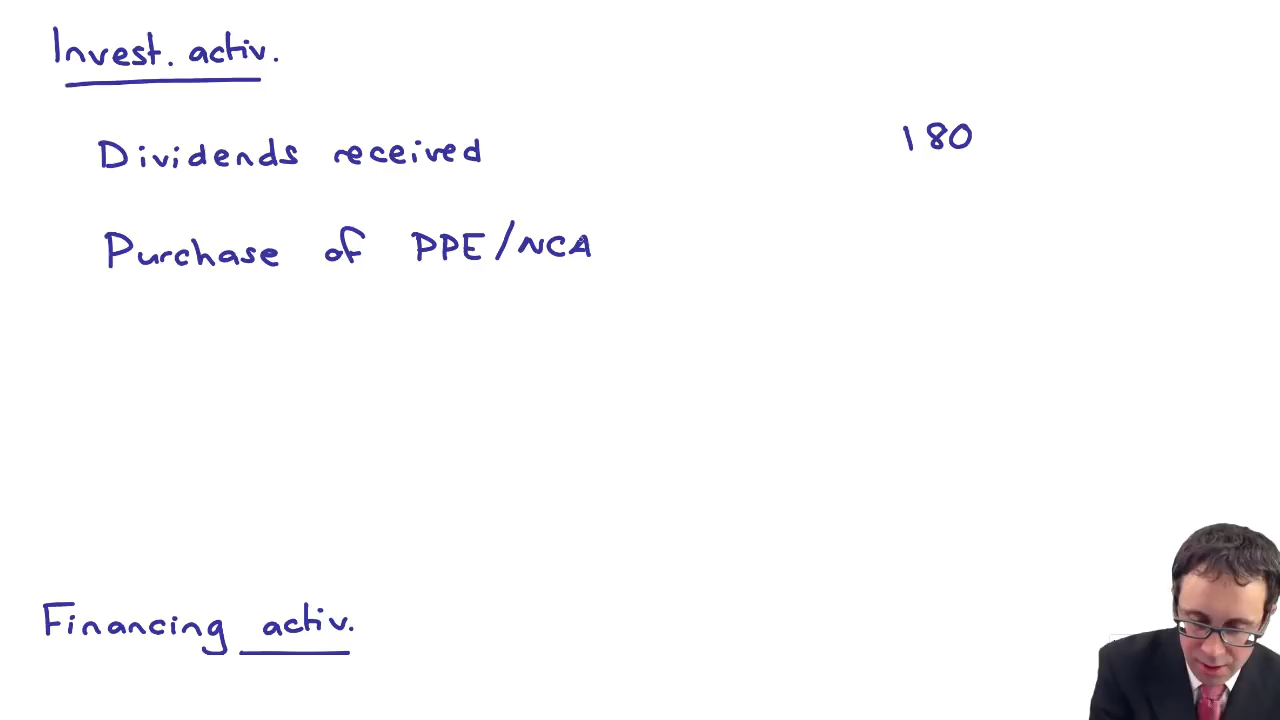 Invest. activ.
Dividends received 180
Purchase of PPE/NCA
Financing activ.